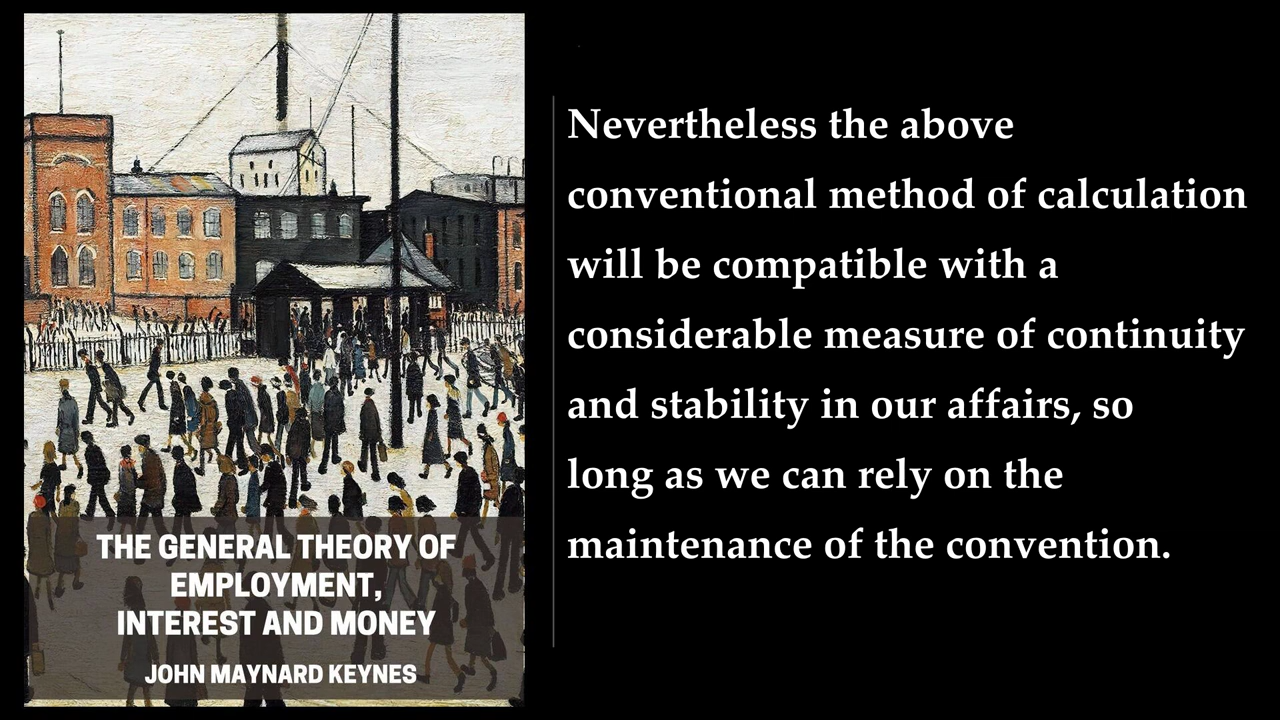 THE GENERAL THEORY OF
EMPLOYMENT,
INTEREST AND MONEY
JOHN MAYNARD KEYNES
Nevertheless the above
conventional method of calculation
will be compatible with a
considerable measure of continuity
and stability in our affairs, so
long as we can rely on the
maintenance of the convention.